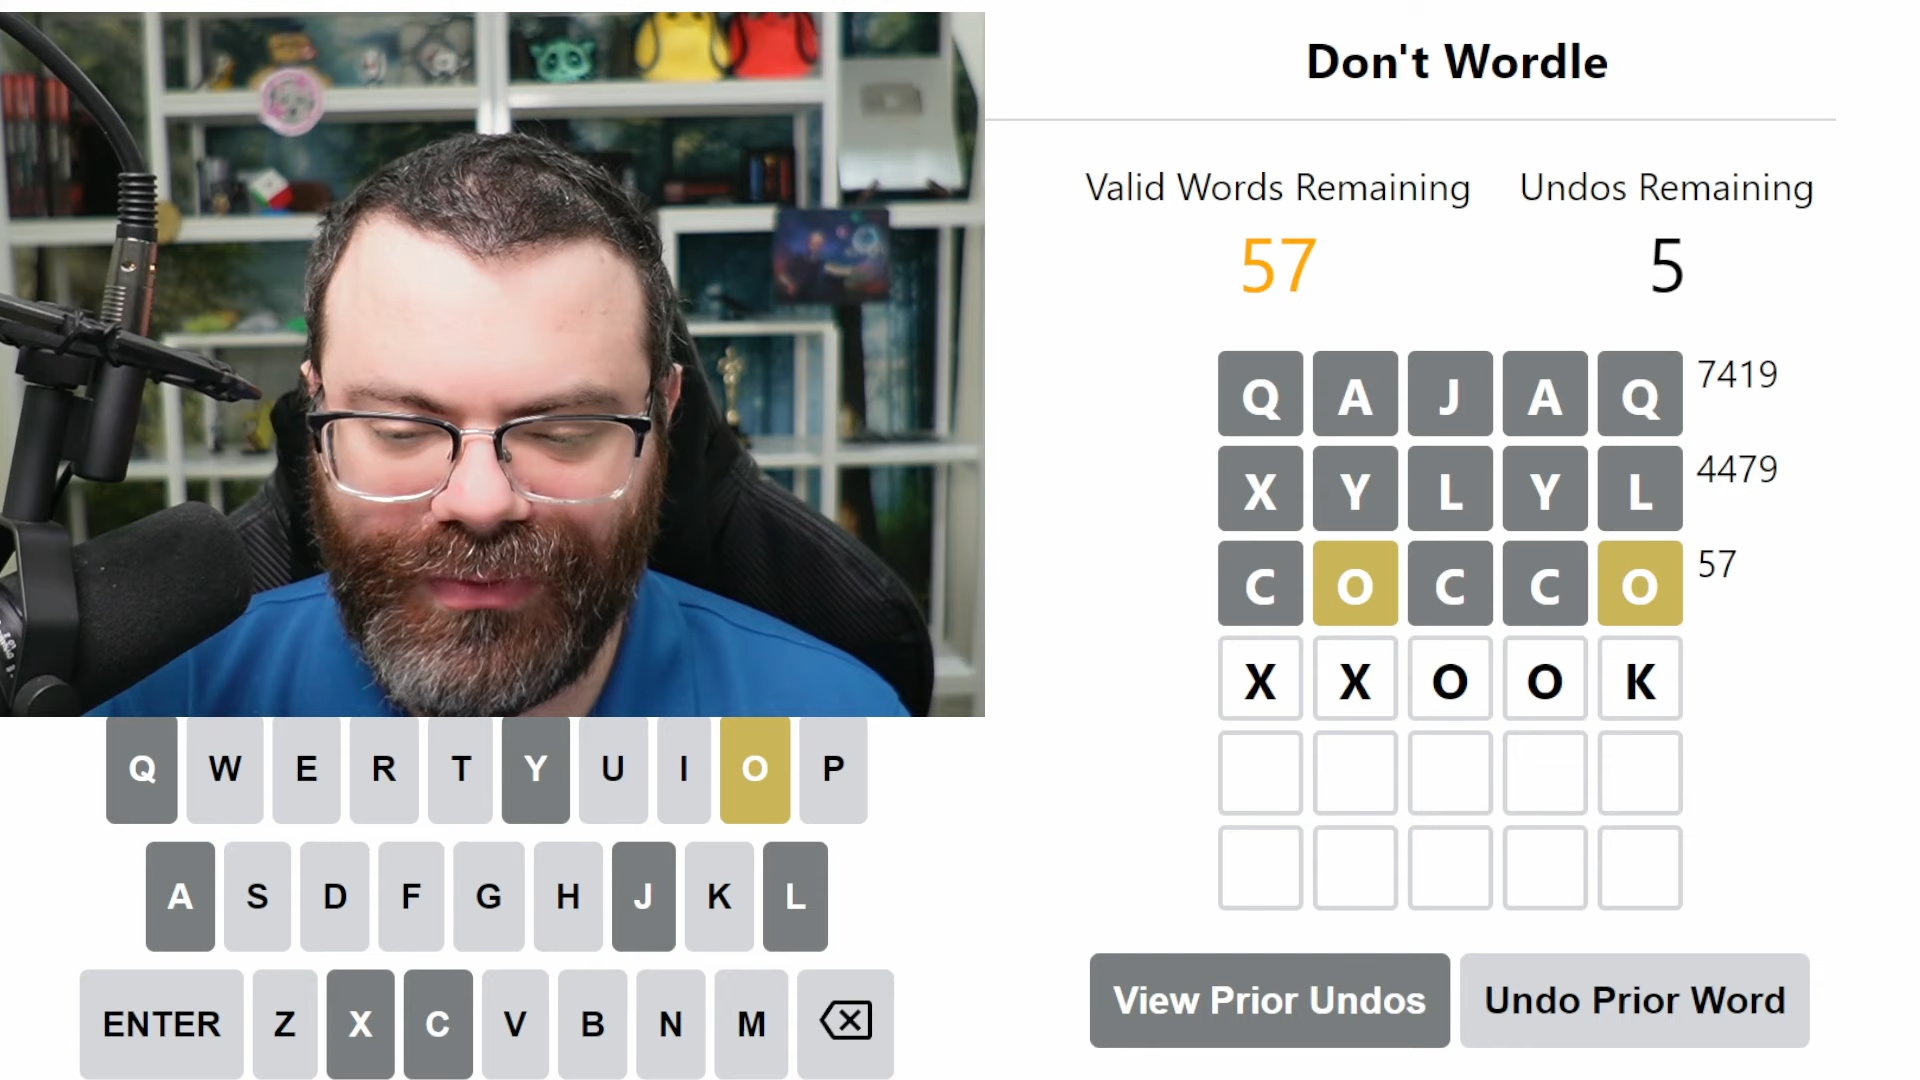 Don't Wordle
Valid Words Remaining
Undos Remaining
57
5
Q A J A Q 7419
X Y L Y L 4479
C O C C O 57
X X O O K
Q W E R T Y U I O P
A S D F G H J K L
ENTER Z X C V B N M
View Prior Undos
Undo Prior Word